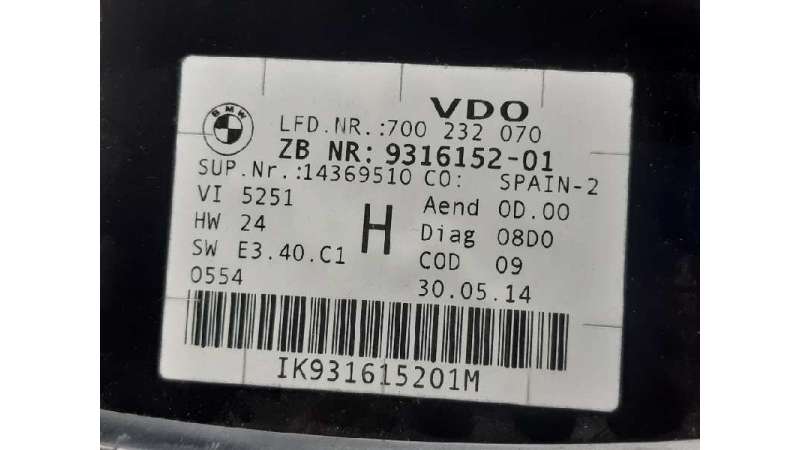 VDO
BMW
LFD.NR.:700 232 070
ZB NR: 9316152-01
SUP.Nr.:14369510 CO: SPAIN-2
VI 5251 Aend 0D.00
HW 24 H Diag 08D0
SW E3.40.C1 COD 09
0554 30.05.14
IK931615201M